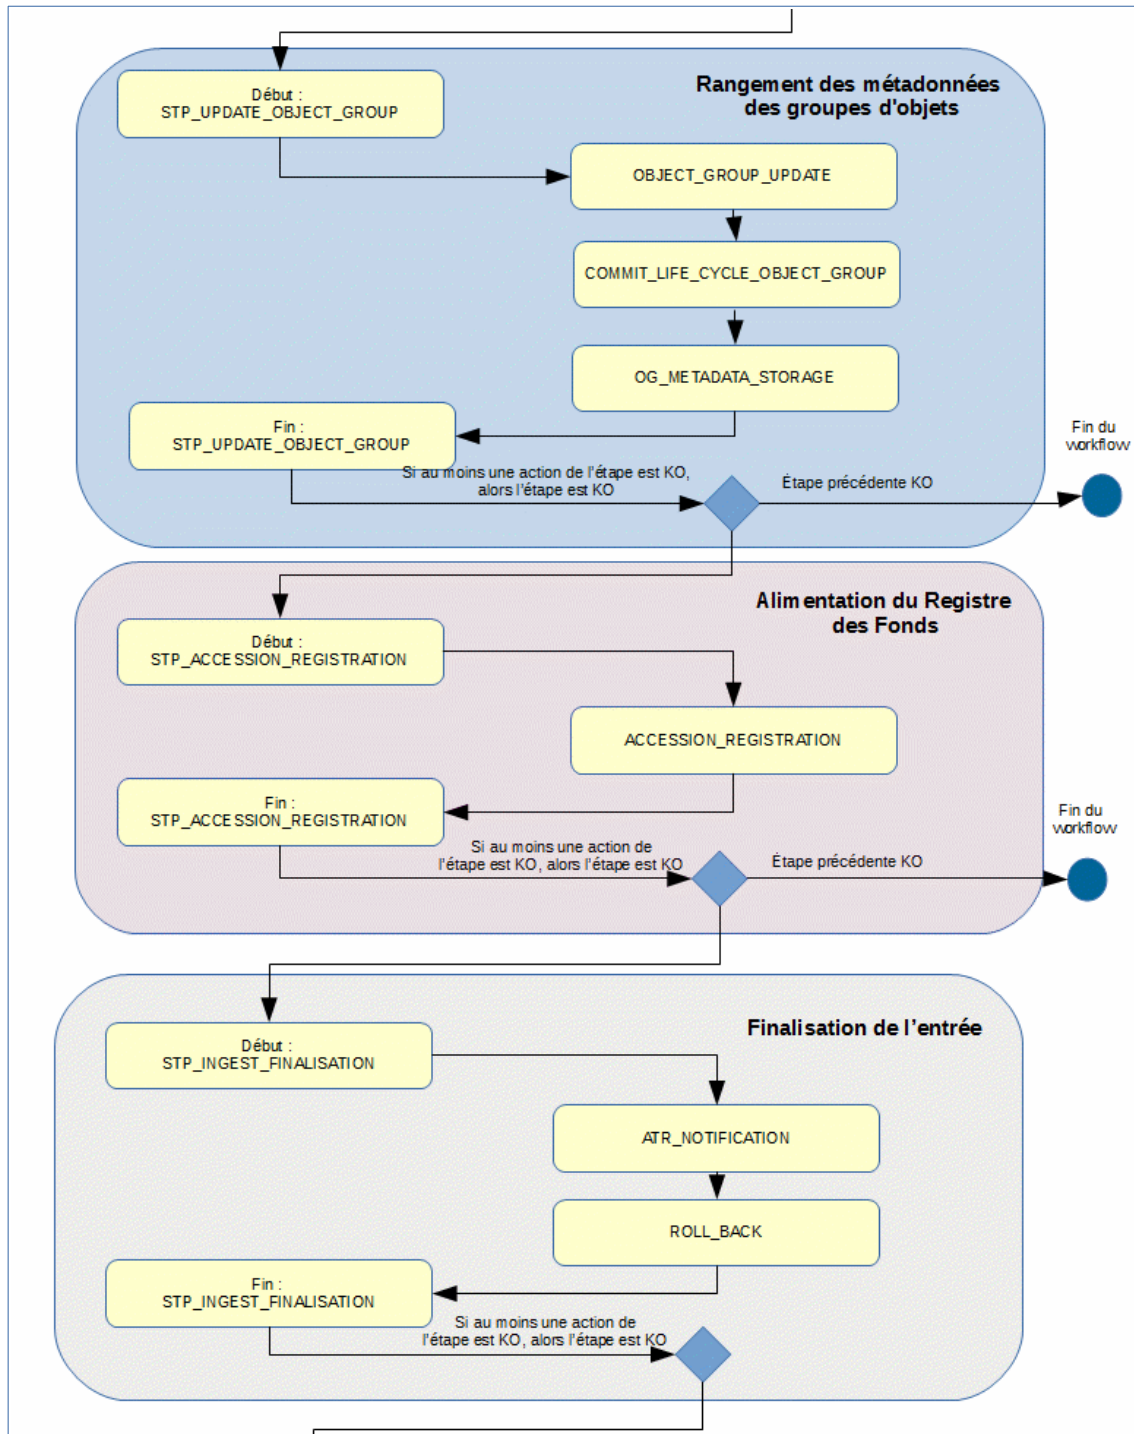 Rangement des métadonnées
des groupes d'objets
Début :
STP_UPDATE_OBJECT_GROUP
OBJECT_GROUP_UPDATE
COMMIT_LIFE_CYCLE_OBJECT_GROUP
OG_METADATA_STORAGE
Fin :
STP_UPDATE_OBJECT_GROUP
Si au moins une action de l'étape est KO,
alors l'étape est KO
Étape précédente KO
Fin du
workflow
Alimentation du Registre
des Fonds
Début :
STP_ACCESSION_REGISTRATION
ACCESSION_REGISTRATION
Fin :
STP_ACCESSION_REGISTRATION
Si au moins une action de
l'étape est KO, alors l'étape est KO
Étape précédente KO
Fin du
workflow
Finalisation de l’entrée
Début :
STP_INGEST_FINALISATION
ATR_NOTIFICATION
ROLL_BACK
Fin :
STP_INGEST_FINALISATION
Si au moins une action de
l'étape est KO, alors l'étape est KO